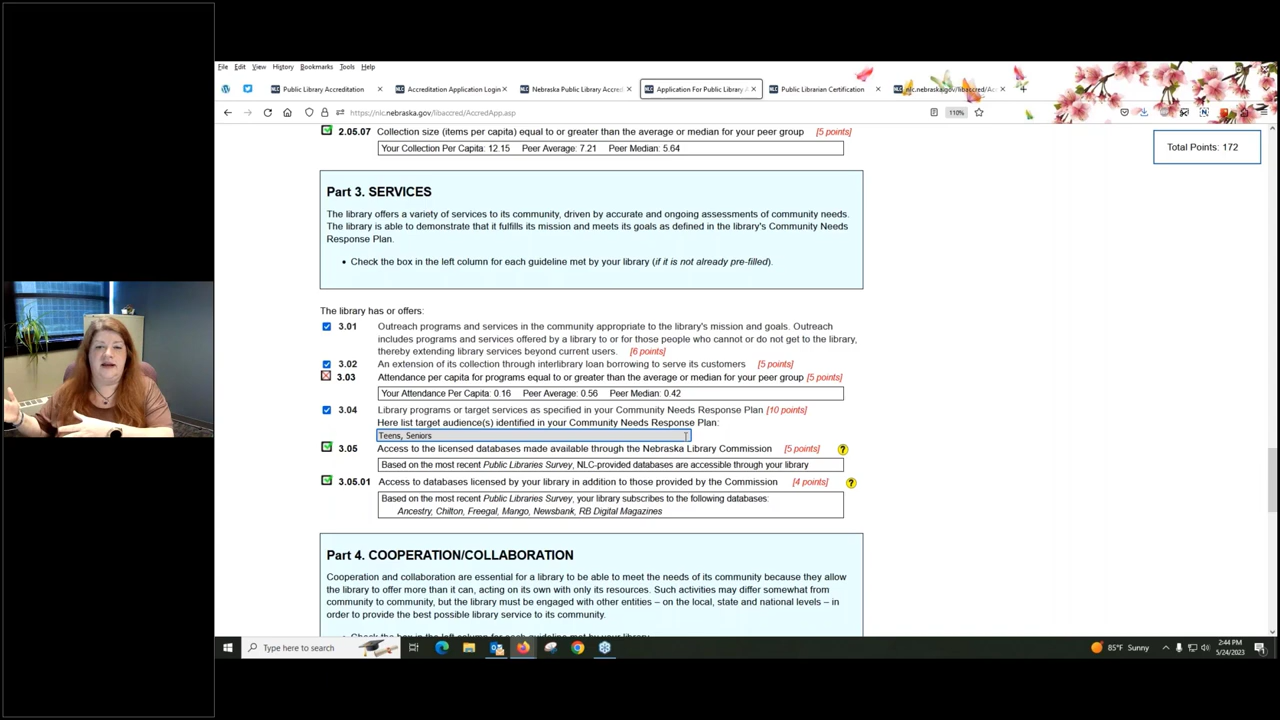 File Edit View History Bookmarks Tools Help
Public Library Accreditation
Accreditation Application Login
Nebraska Public Library Accre
Application For Public Library
Public Librarian Certification
nlc.nebraska.gov/libaccred/Ac
https://nlc.nebraska.gov/libaccred/AccredApp.asp
110%
2.05.07 Collection size (items per capita) equal to or greater than the average or median for your peer group [5 points]
Your Collection Per Capita: 12.15 Peer Average: 7.21 Peer Median: 5.64
Total Points: 172
Part 3. SERVICES
The library offers a variety of services to its community, driven by accurate and ongoing assessments of community needs.
The library is able to demonstrate that it fulfills its mission and meets its goals as defined in the library's Community Needs
Response Plan.
• Check the box in the left column for each guideline met by your library (if it is not already pre-filled).
The library has or offers:
3.01 Outreach programs and services in the community appropriate to the library's mission and goals. Outreach
includes programs and services offered by a library to or for those people who cannot or do not get to the library,
thereby extending library services beyond current users. [6 points]
3.02 An extension of its collection through interlibrary loan borrowing to serve its customers [5 points]
3.03 Attendance per capita for programs equal to or greater than the average or median for your peer group [5 points]
Your Attendance Per Capita: 0.16 Peer Average: 0.56 Peer Median: 0.42
3.04 Library programs or target services as specified in your Community Needs Response Plan [10 points]
Here list target audience(s) identified in your Community Needs Response Plan:
Teens, Seniors
3.05 Access to the licensed databases made available through the Nebraska Library Commission [5 points] ?
Based on the most recent Public Libraries Survey, NLC-provided databases are accessible through your library
3.05.01 Access to databases licensed by your library in addition to those provided by the Commission [4 points] ?
Based on the most recent Public Libraries Survey, your library subscribes to the following databases:
Ancestry, Chilton, Freegal, Mango, Newsbank, RB Digital Magazines
Part 4. COOPERATION/COLLABORATION
Cooperation and collaboration are essential for a library to be able to meet the needs of its community because they allow
the library to offer more than it can, acting on its own with only its resources. Such activities may differ somewhat from
community to community, but the library must be engaged with other entities – on the local, state and national levels – in
order to provide the best possible library service to its community.
• Check the box in the left column for each guideline met by your library
Type here to search
85°F Sunny
2:44 PM
5/24/2023